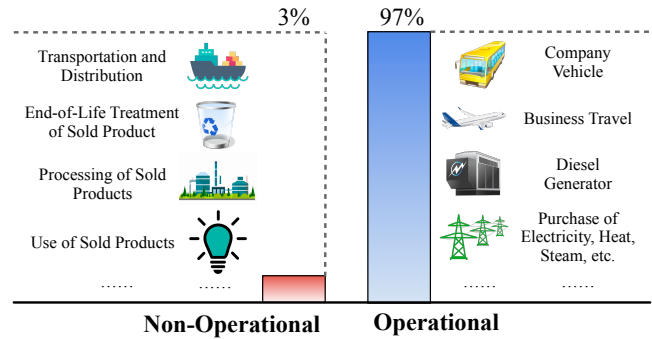 3%
97%
Transportation and
Distribution
End-of-Life Treatment
of Sold Product
Processing of Sold
Products
Use of Sold Products
......
......
Company
Vehicle
Business Travel
Diesel
Generator
Purchase of
Electricity, Heat,
Steam, etc.
......
......
Non-Operational
Operational